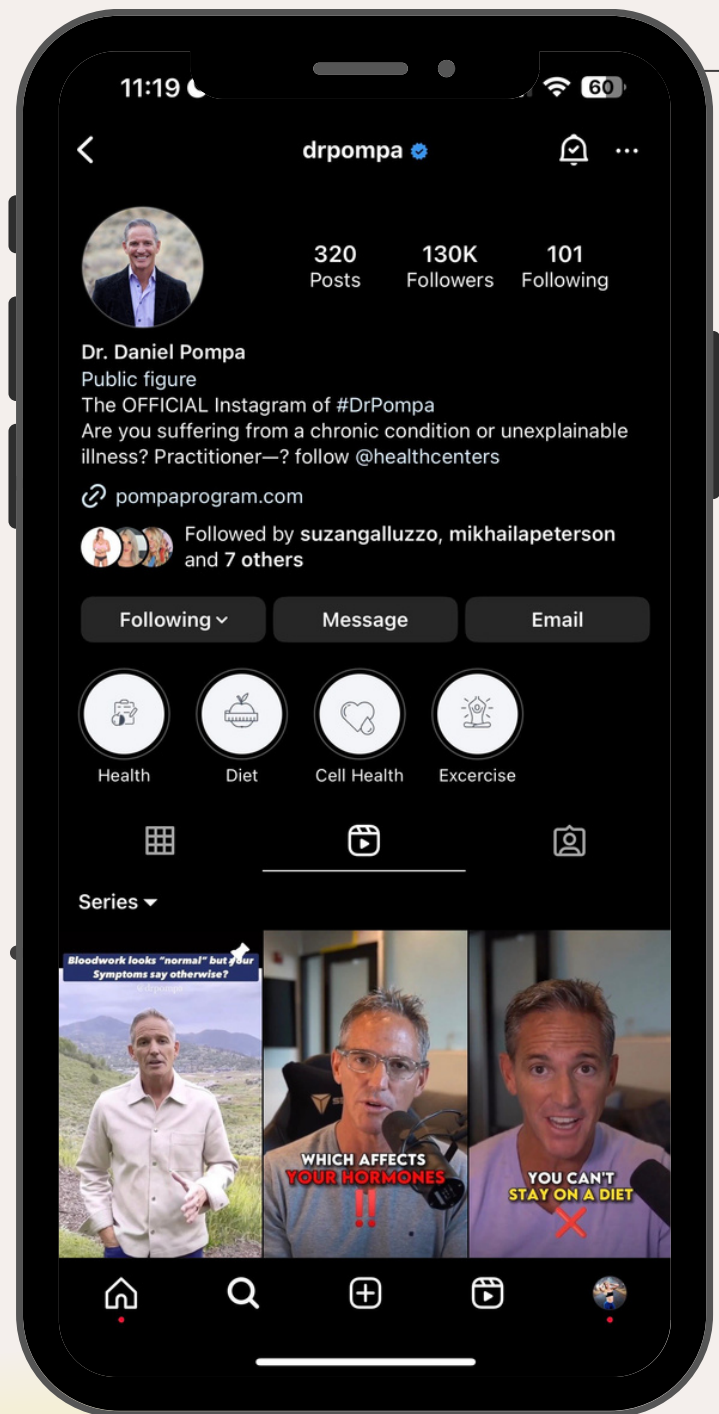 11:19
60
drpompa
320
130K
101
Posts
Followers
Following
Dr. Daniel Pompa
Public figure
The OFFICIAL Instagram of #DrPompa
Are you suffering from a chronic condition or unexplainable
illness? Practitioner—? follow @healthcenters
pompaprogram.com
Followed by suzangalluzzo, mikhailapeterson
and 7 others
Following
Message
Email
Health
Diet
Cell Health
Excercise
Series
Bloodwork looks "normal" but your
Symptoms say otherwise?
@drpompa
WHICH AFFECTS
YOUR HORMONES
!!
YOU CAN'T
STAY ON A DIET